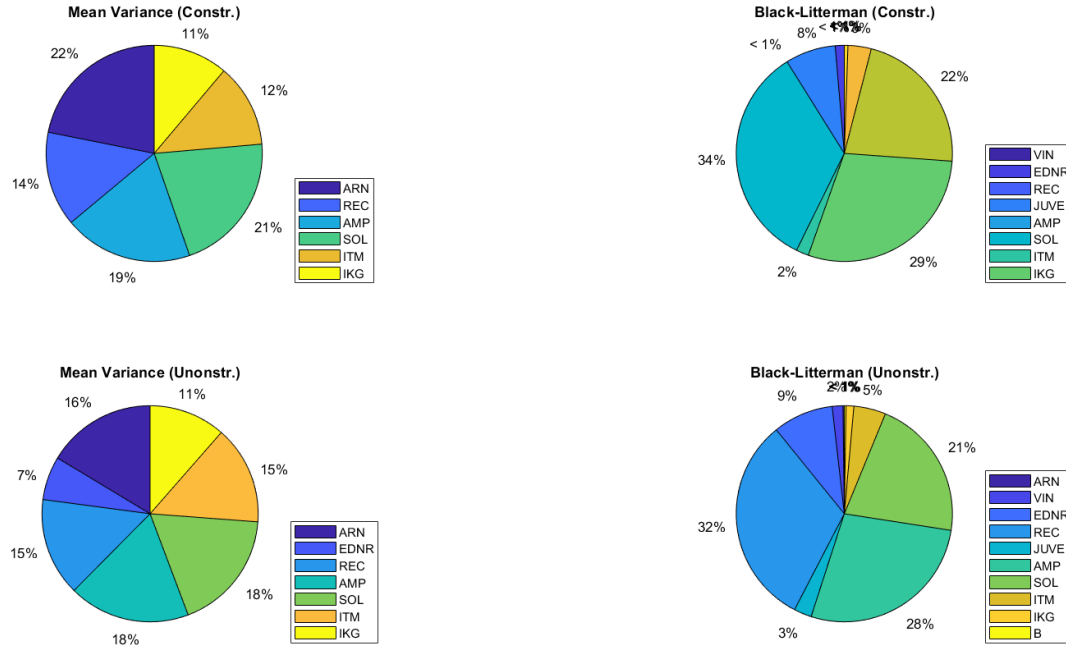 Mean Variance (Constr.)
22%
11%
12%
21%
19%
14%
ARN
REC
AMP
SOL
ITM
IKG
Black-Litterman (Constr.)
< 1%
8%
22%
34%
2%
29%
VIN
EDNR
REC
JUVE
AMP
SOL
ITM
IKG
Mean Variance (Unonstr.)
16%
11%
7%
15%
15%
18%
18%
ARN
EDNR
REC
AMP
SOL
ITM
IKG
Black-Litterman (Unonstr.)
9%
5%
21%
32%
3%
28%
ARN
VIN
EDNR
REC
JUVE
AMP
SOL
ITM
IKG
B